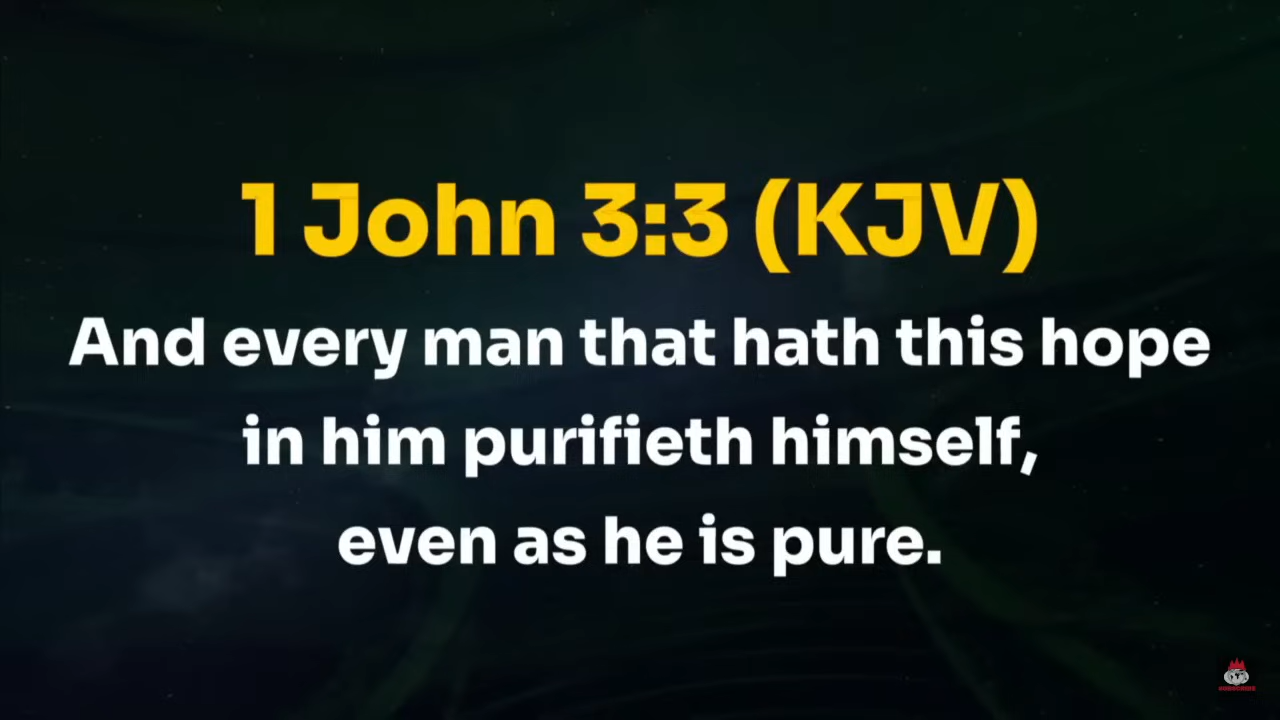 1 John 3:3 (KJV)
And every man that hath this hope
in him purifieth himself,
even as he is pure.
SUBSCRIBE